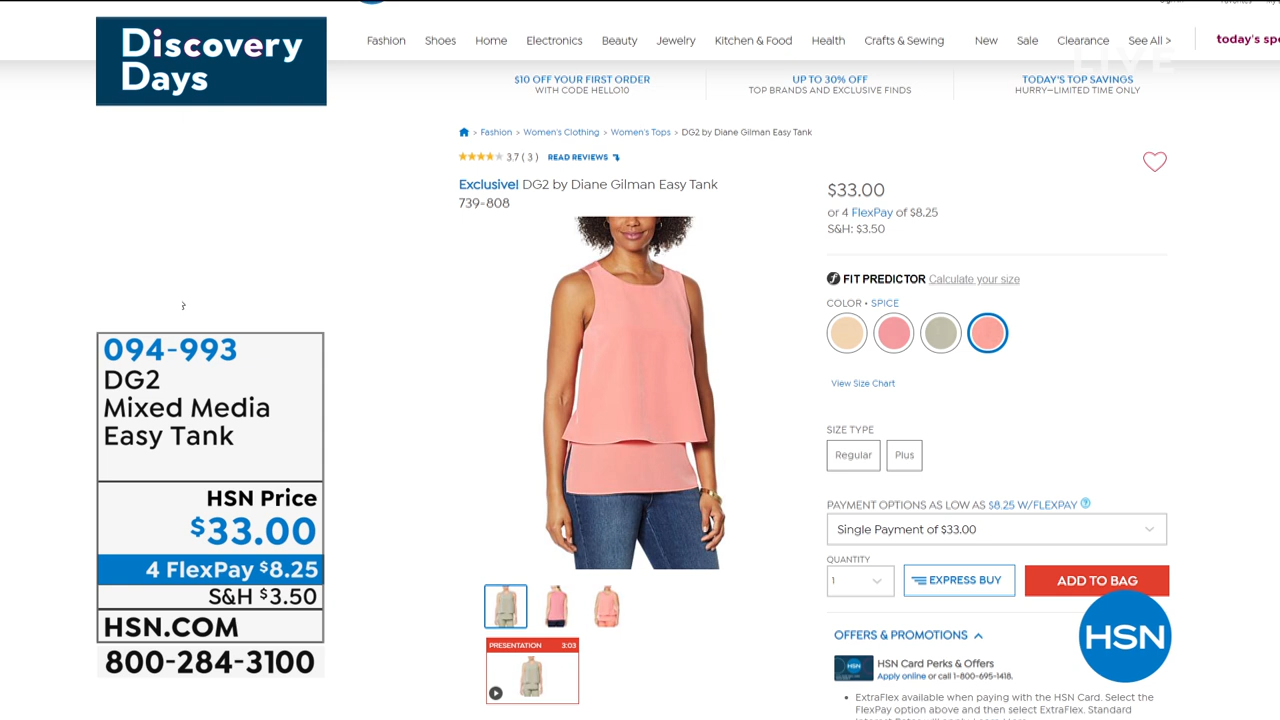 Discovery
Days
Fashion Shoes Home Electronics Beauty Jewelry Kitchen & Food Health Crafts & Sewing New Sale Clearance See All > today's spe
LIVE
$10 OFF YOUR FIRST ORDER
WITH CODE HELLO10
UP TO 30% OFF
TOP BRANDS AND EXCLUSIVE FINDS
TODAY'S TOP SAVINGS
HURRY—LIMITED TIME ONLY
> Fashion > Women's Clothing > Women's Tops > DG2 by Diane Gilman Easy Tank
3.7 ( 3 ) READ REVIEWS
Exclusive! DG2 by Diane Gilman Easy Tank
739-808
$33.00
or 4 FlexPay of $8.25
S&H: $3.50
FIT PREDICTOR Calculate your size
COLOR • SPICE
View Size Chart
SIZE TYPE
Regular Plus
PAYMENT OPTIONS AS LOW AS $8.25 W/FLEXPAY ?
Single Payment of $33.00
QUANTITY
1 EXPRESS BUY ADD TO BAG
OFFERS & PROMOTIONS
HSN
HSN Card Perks & Offers
Apply online or call 1-800-695-1418.
• ExtraFlex available when paying with the HSN Card. Select the
FlexPay option above and then select ExtraFlex. Standard
HSN
PRESENTATION 3:03
094-993
DG2
Mixed Media
Easy Tank
HSN Price
$33.00
4 FlexPay $8.25
S&H $3.50
HSN.COM
800-284-3100